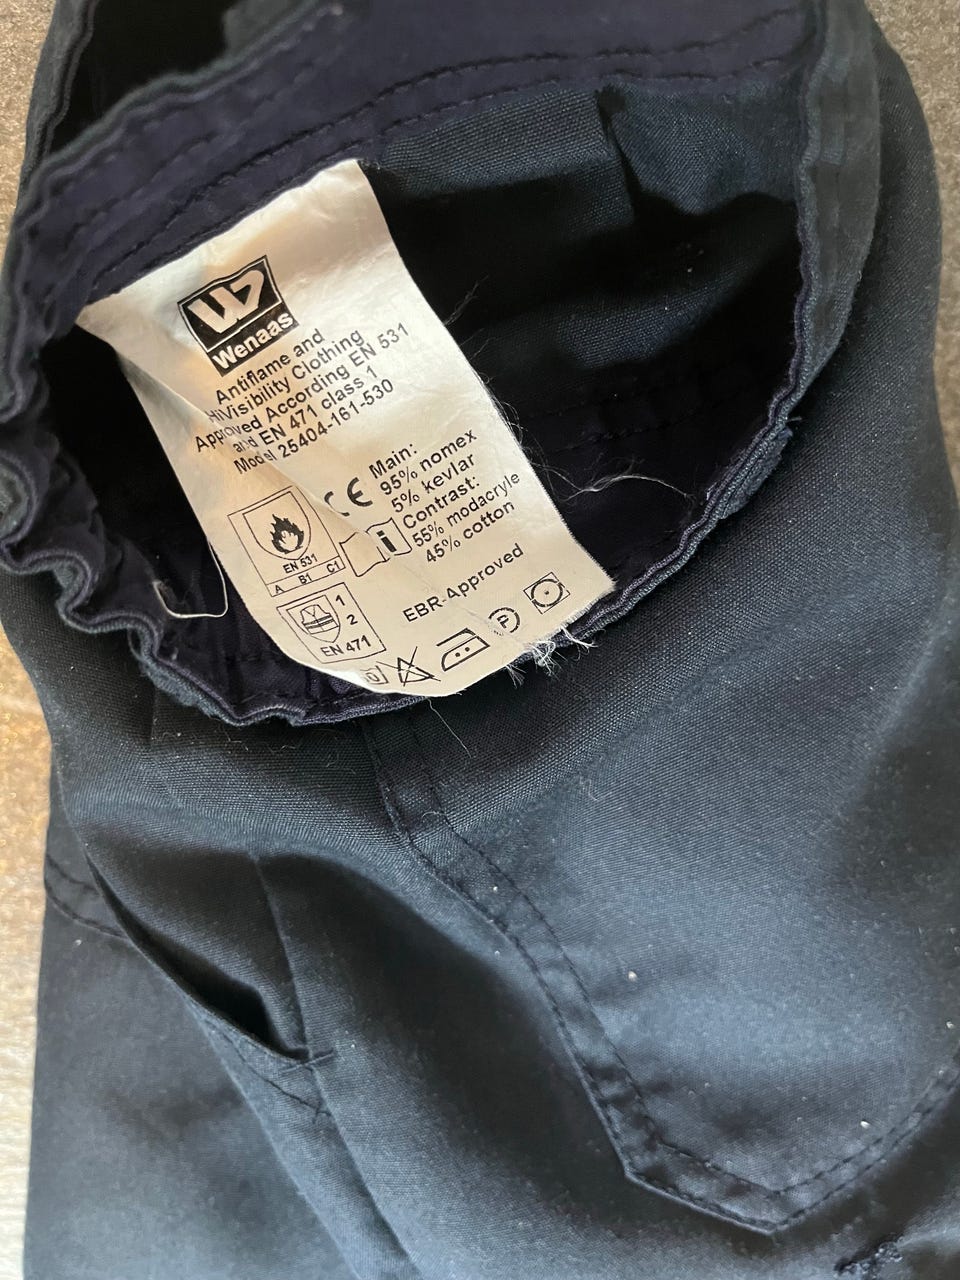 Wenaas
Antiflame and
HiVisibility Clothing
Approved According EN 531
and EN 471 class 1
Model 25404-161-530
CE
Main:
95% nomex
5% kevlar
Contrast:
55% modacryle
45% cotton
EN 531
A B1 C1
i
1
2
EN 471
EBR-Approved
P